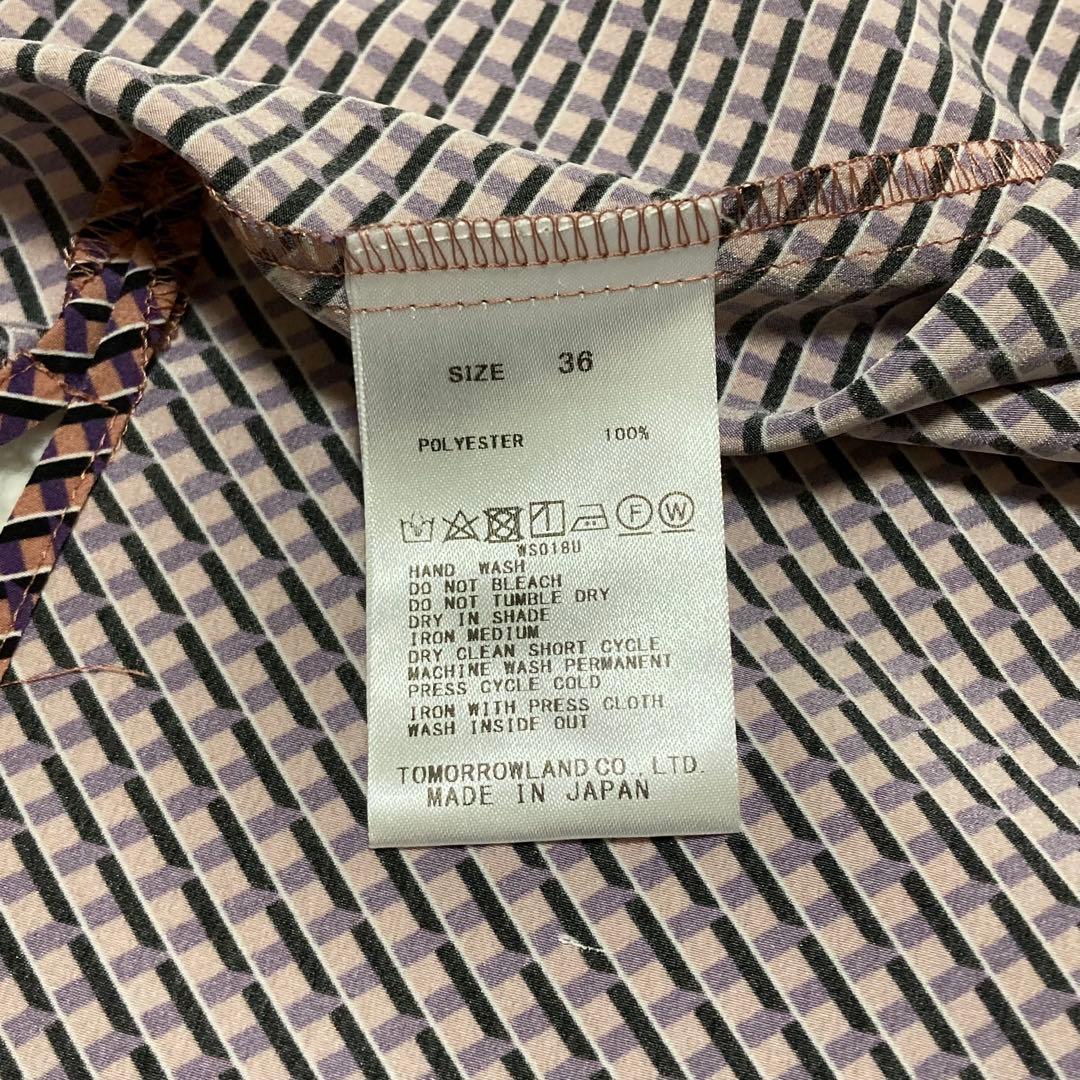 SIZE 36
POLYESTER 100%
F W
WS018U
HAND WASH
DO NOT BLEACH
DO NOT TUMBLE DRY
DRY IN SHADE
IRON MEDIUM
DRY CLEAN SHORT CYCLE
MACHINE WASH PERMANENT
PRESS CYCLE COLD
IRON WITH PRESS CLOTH
WASH INSIDE OUT
TOMORROWLAND CO., LTD.
MADE IN JAPAN